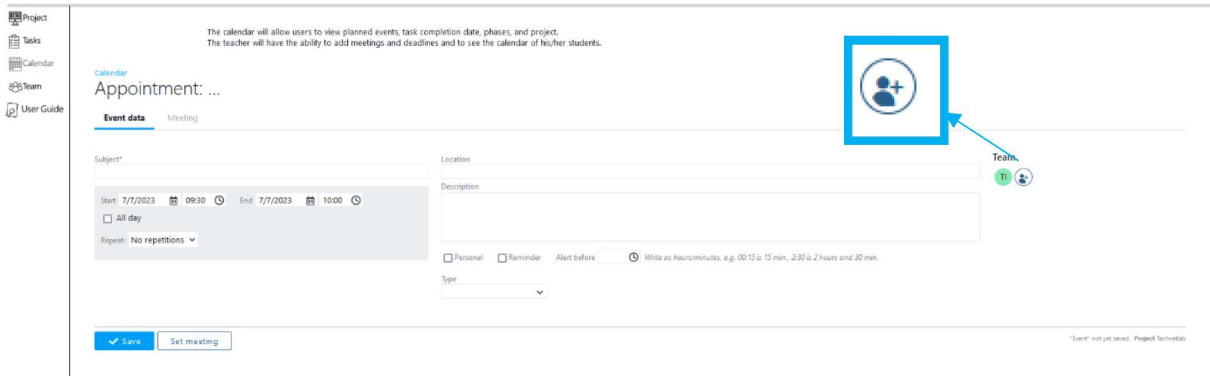 Project
Tasks
Calendar
Team
User Guide
The calendar will allow users to view planned events, task completion date, phases, and project.
The teacher will have the ability to add meetings and deadlines and to see the calendar of his/her students.
Calendar
Appointment: ...
Event data Meeting
Subject*
Start 7/7/2023 09:30 End 7/7/2023 10:00
All day
Repeat: No repetitions
Location
Description
Personal Reminder Alert before Write as hours:minutes, e.g. 00:15 is 15 min., 2:30 is 2 hours and 30 min.
Type
Team
TI
Save Set meeting
"Event" not yet saved. Project Techvetlab